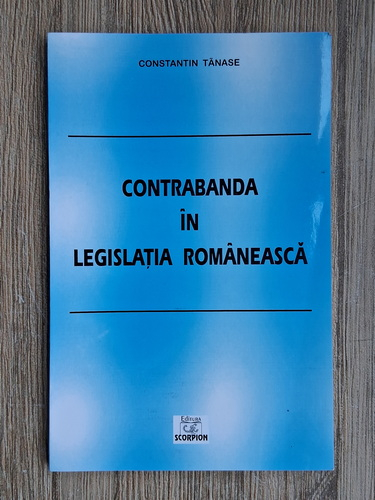 CONSTANTIN TĂNASE
CONTRABANDA
ÎN
LEGISLAȚIA ROMÂNEASCĂ
Editura
SCORPION